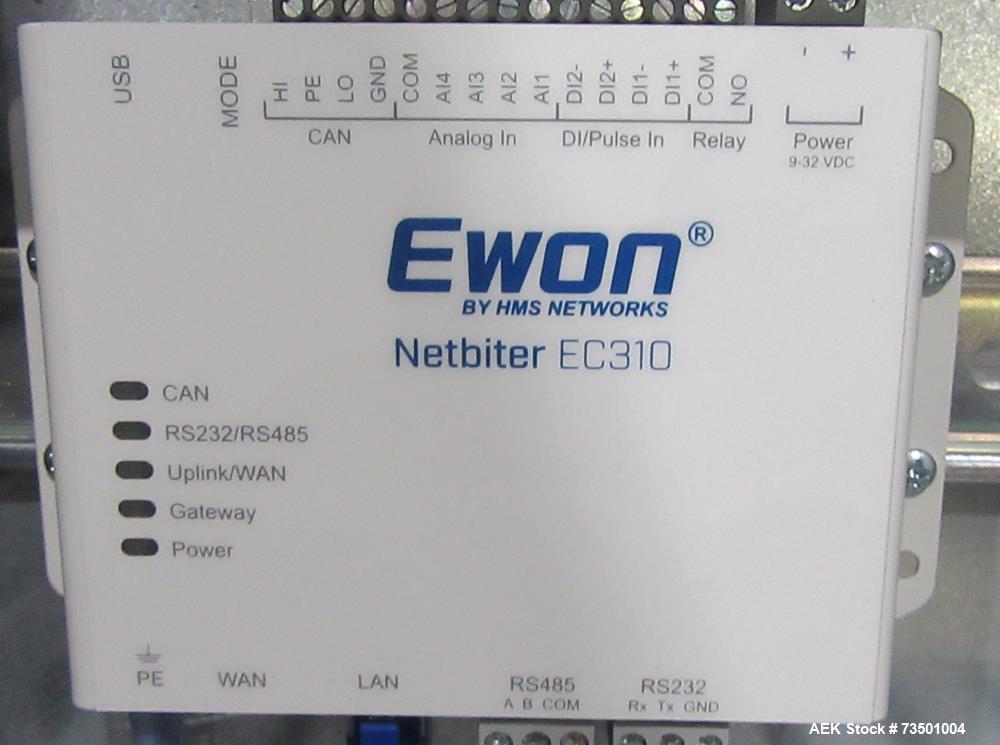 USB
MODE
HI
PE
LO
GND
COM
AI4
AI3
AI2
AI1
DI2-
DI2+
DI1-
DI1+
COM
NO
- +
CAN Analog In DI/Pulse In Relay Power
9-32 VDC
Ewon®
BY HMS NETWORKS
Netbiter EC310
CAN
RS232/RS485
Uplink/WAN
Gateway
Power
PE WAN LAN RS485 RS232
A B COM Rx Tx GND
AEK Stock # 73501004